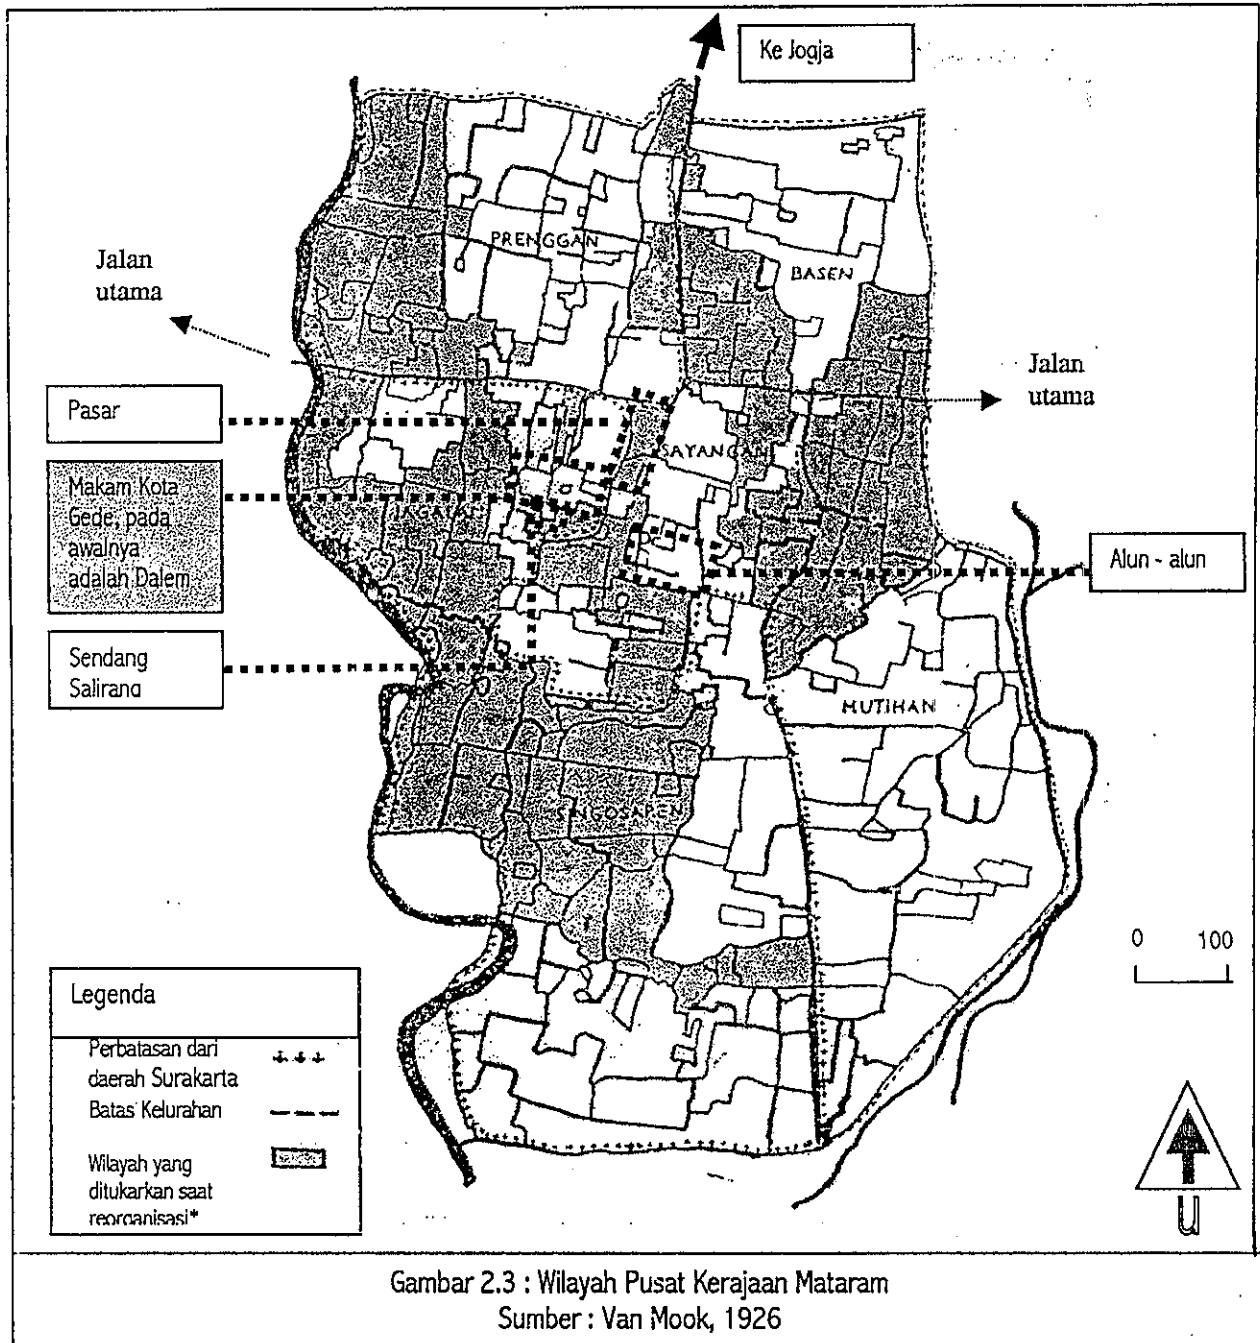 Ke Jogja
PRENGGAN
BASEN
Jalan
utama
Jalan
utama
Pasar
SAYANGAN
Makam Kota
Gede, pada
awalnya
adalah Dalem
Alun - alun
Sendang
Salirang
MUTIHAN
0 100
Legenda
Perbatasan dari
daerah Surakarta
Batas Kelurahan
Wilayah yang
ditukarkan saat
reorganisasi*
U
Gambar 2.3 : Wilayah Pusat Kerajaan Mataram
Sumber : Van Mook, 1926